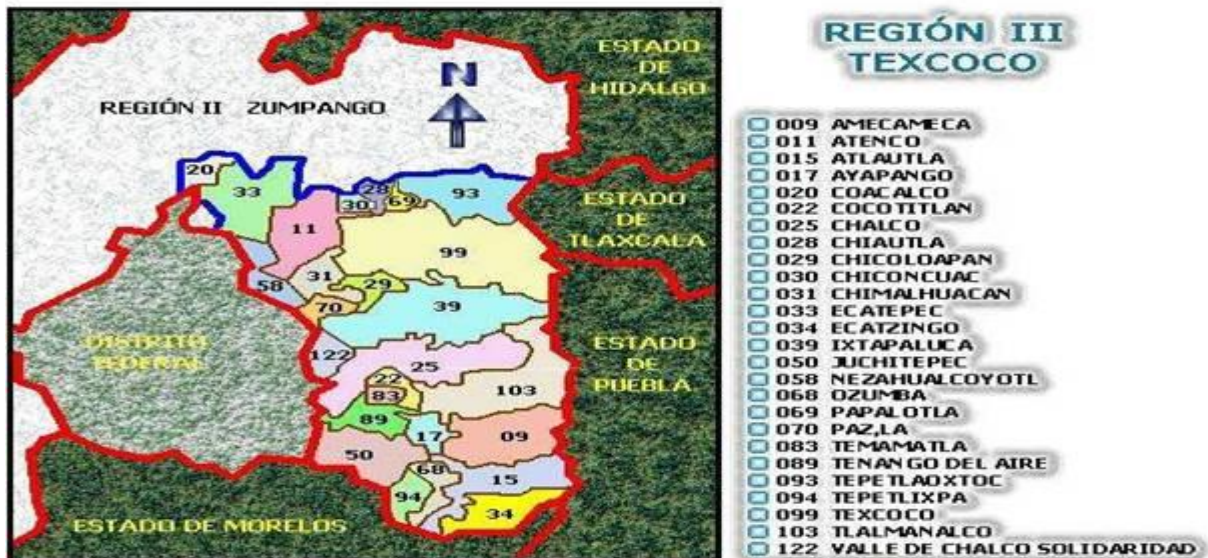 ESTADO
DE
HIDALGO
N
REGIÓN II ZUMPANGO
20
33
28
30
69
93
ESTADO
DE
TLAXCALA
11
99
31
58
29
70
39
DISTRITO
FEDERAL
122
25
ESTADO
DE
PUEBLA
22
83
103
89
17
09
50
68
15
94
34
ESTADO DE MORELOS
REGIÓN III
TEXCOCO
009 AMECAMECA
011 ATENCO
015 ATLAUTLA
017 AYAPANGO
020 COACALCO
022 COCOTITLAN
025 CHALCO
028 CHIAUTLA
029 CHICOLOAPAN
030 CHICONCUAC
031 CHIMALHUACAN
033 ECATEPEC
034 ECATZINGO
039 IXTAPALUCA
050 JUCHITEPEC
058 NEZAHUALCOYOTL
068 OZUMBA
069 PAPALOTLA
070 PAZ,LA
083 TEMAMATLA
089 TENANGO DEL AIRE
093 TEPETLAOXTOC
094 TEPETLIXPA
099 TEXCOCO
103 TLALMANALCO
122 VALLE DE CHALCO SOLIDARIDAD